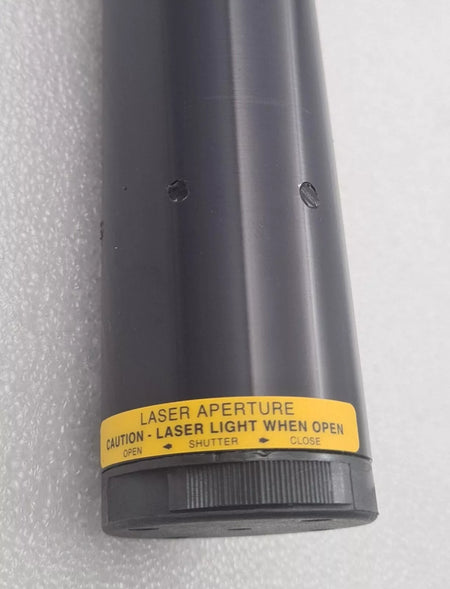 LASER APERTURE
CAUTION - LASER LIGHT WHEN OPEN
OPEN SHUTTER CLOSE